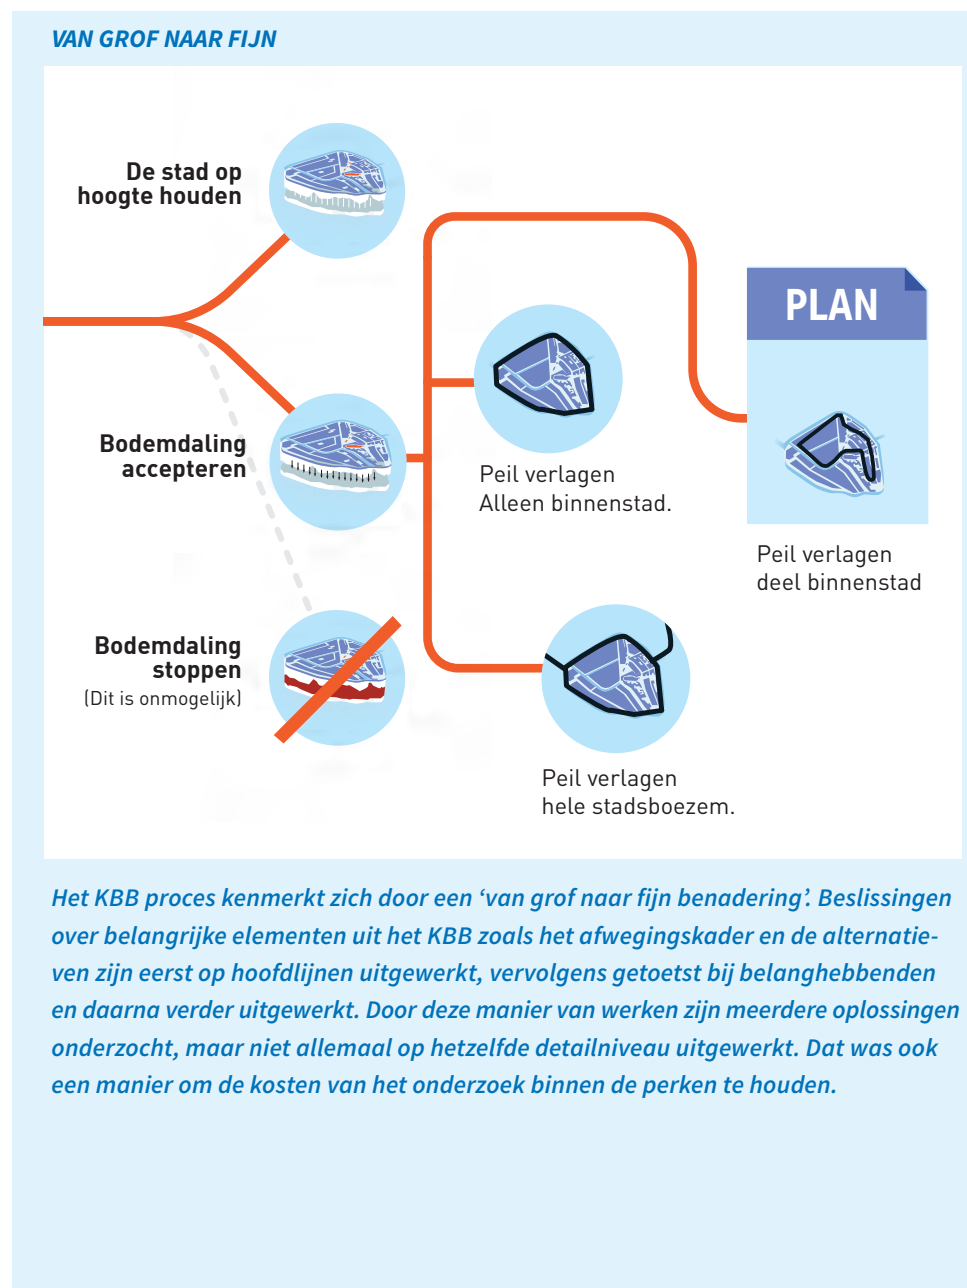 VAN GROF NAAR FIJN
De stad op
hoogte houden
Bodemdaling
accepteren
Bodemdaling
stoppen
(Dit is onmogelijk)
Peil verlagen
Alleen binnenstad.
Peil verlagen
hele stadsboezem.
PLAN
Peil verlagen
deel binnenstad
Het KBB proces kenmerkt zich door een ‘van grof naar fijn benadering’. Beslissingen
over belangrijke elementen uit het KBB zoals het afwegingskader en de alternatie-
ven zijn eerst op hoofdlijnen uitgewerkt, vervolgens getoetst bij belanghebbenden
en daarna verder uitgewerkt. Door deze manier van werken zijn meerdere oplossingen
onderzocht, maar niet allemaal op hetzelfde detailniveau uitgewerkt. Dat was ook
een manier om de kosten van het onderzoek binnen de perken te houden.